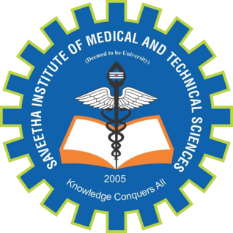 SAVEETHA INSTITUTE OF MEDICAL AND TECHNICAL SCIENCES
(Deemed to be University)
2005
Knowledge Conquers All